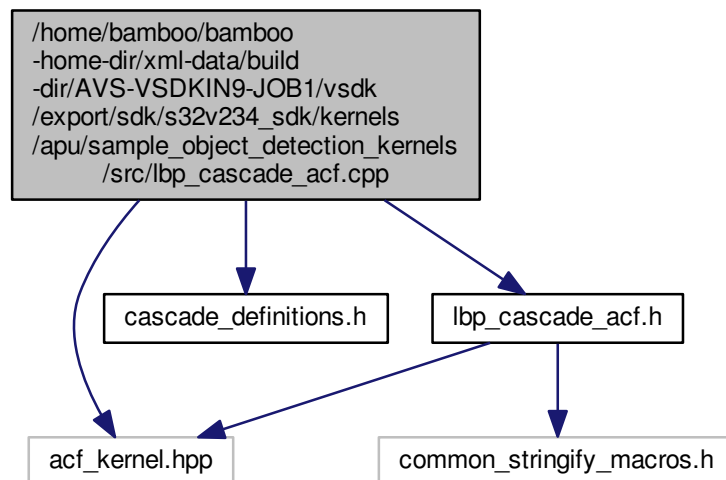 /home/bamboo/bamboo
-home-dir/xml-data/build
-dir/AVS-VSDKIN9-JOB1/vsdk
/export/sdk/s32v234_sdk/kernels
/apu/sample_object_detection_kernels
/src/lbp_cascade_acf.cpp
cascade_definitions.h
lbp_cascade_acf.h
acf_kernel.hpp
common_stringify_macros.h